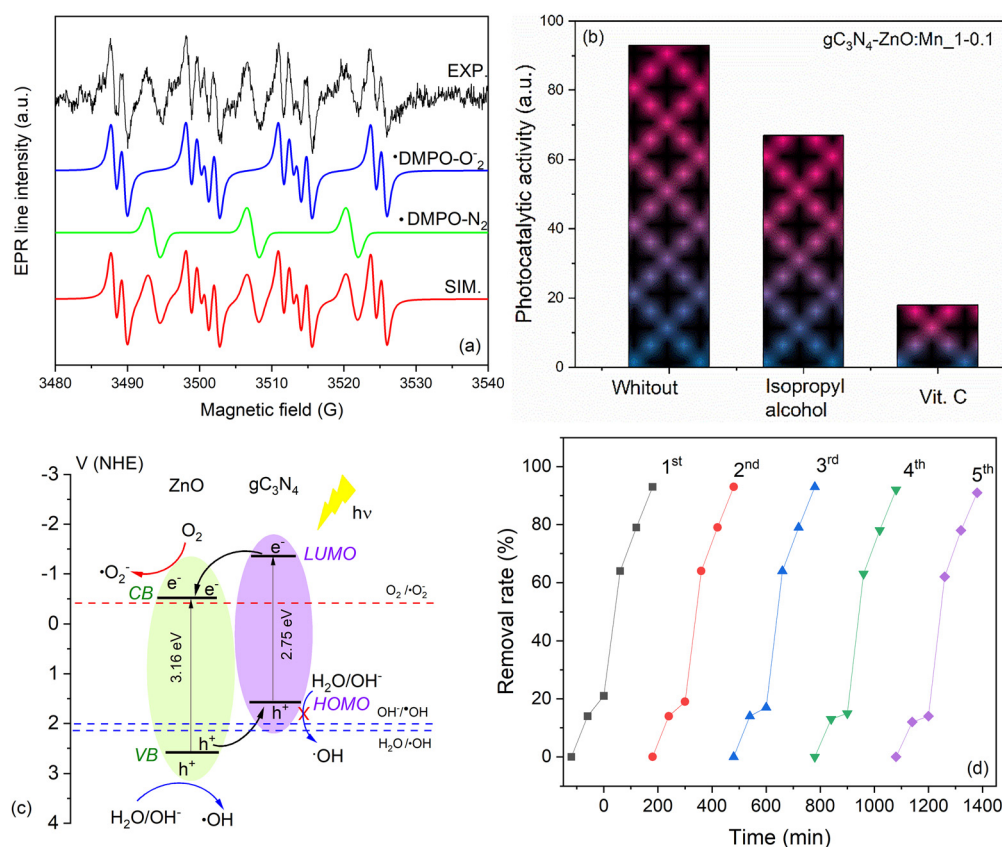 EPR line intensity (a.u.)
EXP.
•DMPO-O⁻₂
•DMPO-N₂
SIM.
(a)
3480 3490 3500 3510 3520 3530 3540
Magnetic field (G)
(b)
gC₃N₄-ZnO:Mn_1-0.1
Photocatalytic activity (a.u.)
100
80
60
40
20
0
Whitout
Isopropyl
alcohol
Vit. C
V (NHE)
-3
-2
-1
0
1
2
3
4
ZnO
gC₃N₄
hν
O₂
e⁻
LUMO
•O₂⁻
e⁻ e⁻
CB
O₂/•O₂⁻
3.16 eV
2.75 eV
H₂O/OH⁻
HOMO
h⁺
X
OH⁻/•OH
H₂O/•OH
·OH
h⁺
VB
h⁺
H₂O/OH⁻ •OH
(c)
Removal rate (%)
100
80
60
40
20
0
1st 2nd 3rd 4th 5th
(d)
0 200 400 600 800 1000 1200 1400
Time (min)